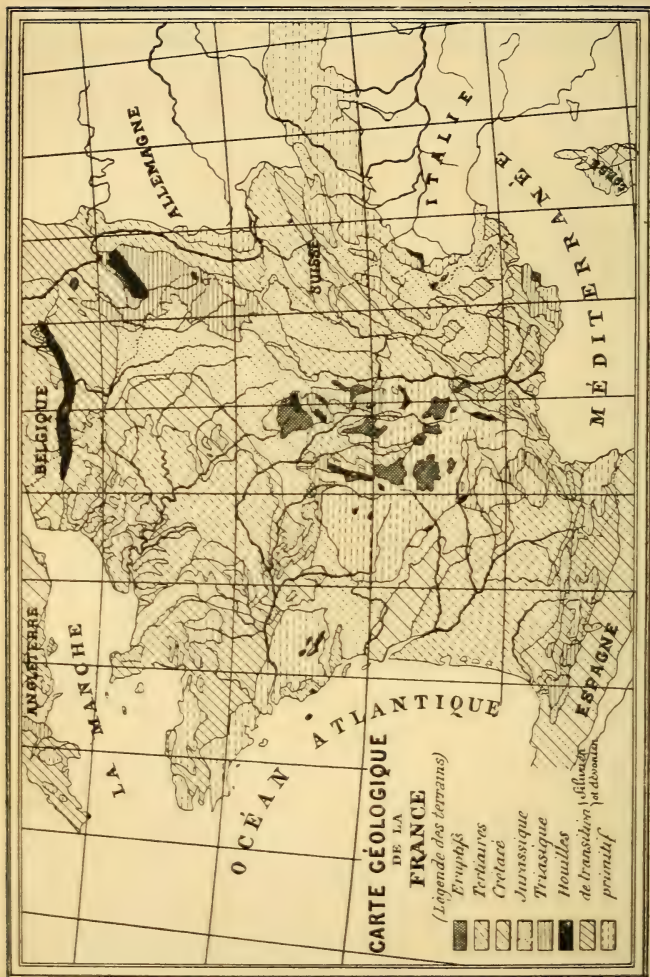 CARTE GÉOLOGIQUE
DE LA
FRANCE
(Légende des terrains)
Eruptifs
Tertiaires
Crétacé
Jurassique
Triasique
Houilles
de transition { Silurien et dévonien
primitif
ANGLETERRE
LA MANCHE
BELGIQUE
ALLEMAGNE
SUISSE
ITALIE
OCÉAN ATLANTIQUE
ESPAGNE
MÉDITERRANÉE
CORSE